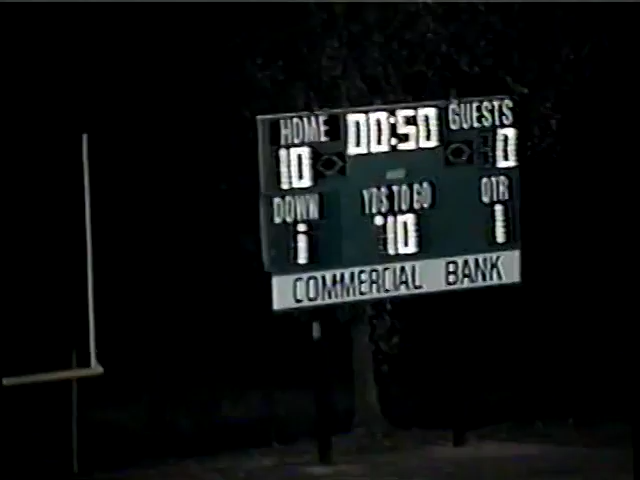 HOME 00:50 GUESTS
10 0
DOWN YDS TO GO QTR
1 10 1
COMMERCIAL BANK